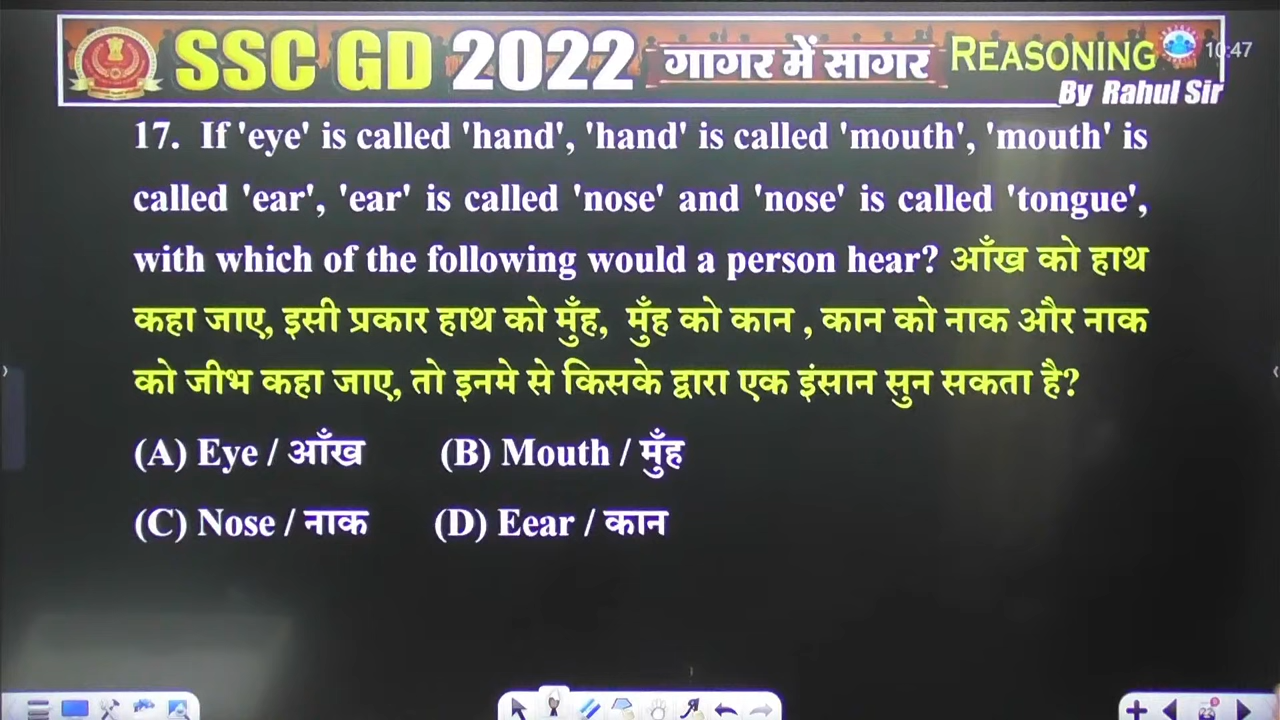 SSC GD 2022 गागर में सागर REASONING 10:47
By Rahul Sir
17. If 'eye' is called 'hand', 'hand' is called 'mouth', 'mouth' is
called 'ear', 'ear' is called 'nose' and 'nose' is called 'tongue',
with which of the following would a person hear? आँख को हाथ
कहा जाए, इसी प्रकार हाथ को मुँह, मुँह को कान , कान को नाक और नाक
को जीभ कहा जाए, तो इनमे से किसके द्वारा एक इंसान सुन सकता है?
(A) Eye / आँख (B) Mouth / मुँह
(C) Nose / नाक (D) Eear / कान